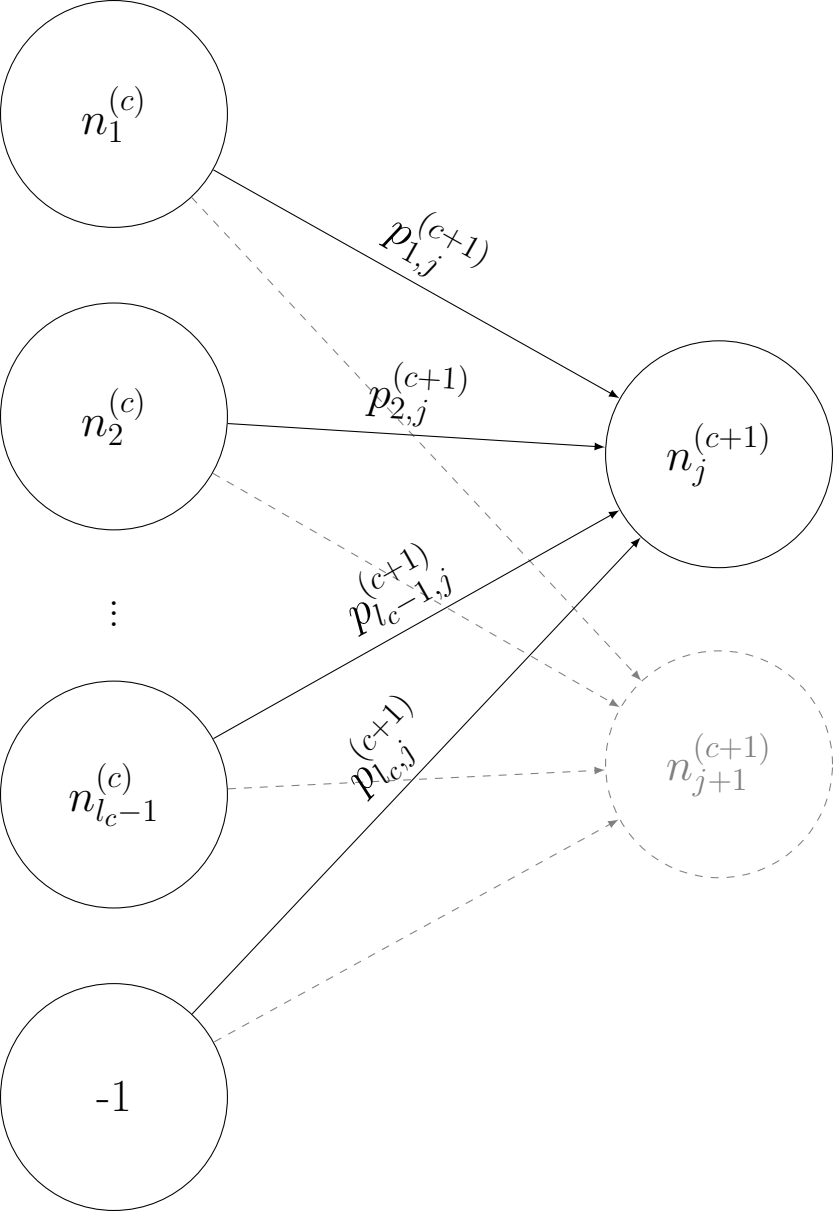 $n_1^{(c)}$
$p_{1,j}^{(c+1)}$
$n_2^{(c)}$
$p_{2,j}^{(c+1)}$
$n_j^{(c+1)}$
$p_{l_c-1,j}^{(c+1)}$
⋮
$n_{l_c-1}^{(c)}$
$p_{l_c,j}^{(c+1)}$
$n_{j+1}^{(c+1)}$
-1